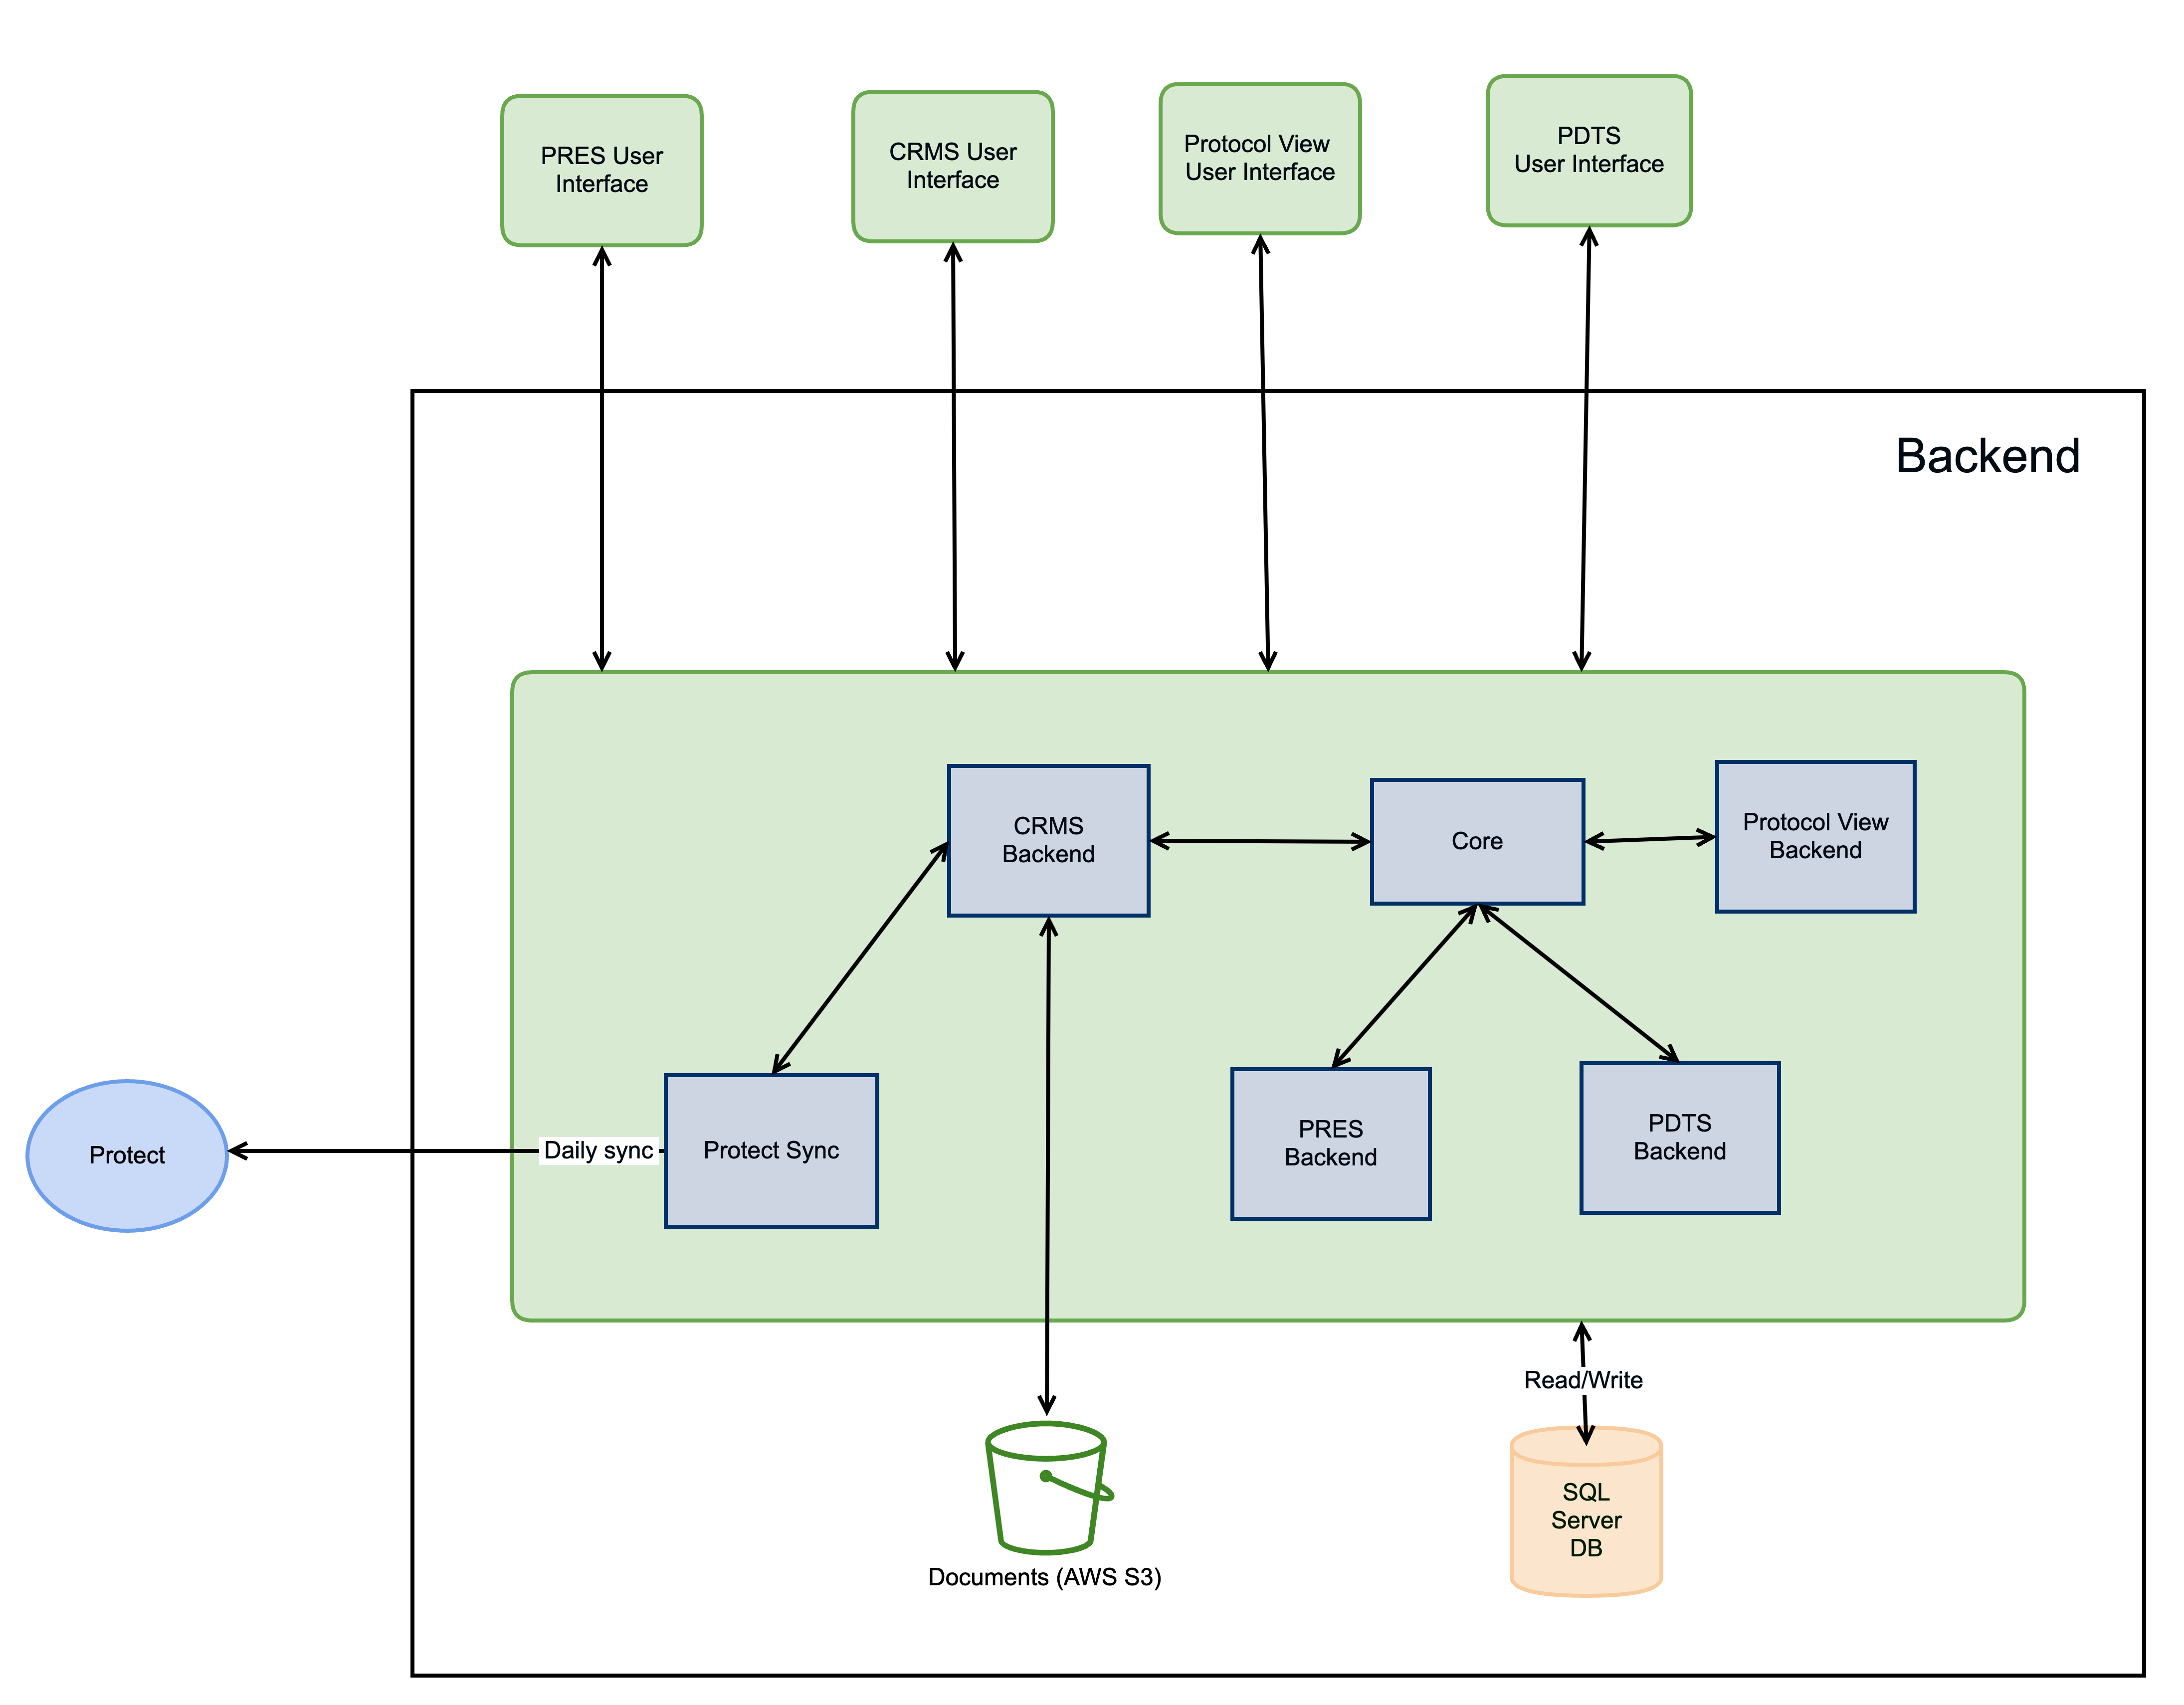 PRES User
Interface
CRMS User
Interface
Protocol View
User Interface
PDTS
User Interface
Backend
CRMS
Backend
Core
Protocol View
Backend
Protect
Daily sync
Protect Sync
PRES
Backend
PDTS
Backend
Read/Write
SQL
Server
DB
Documents (AWS S3)